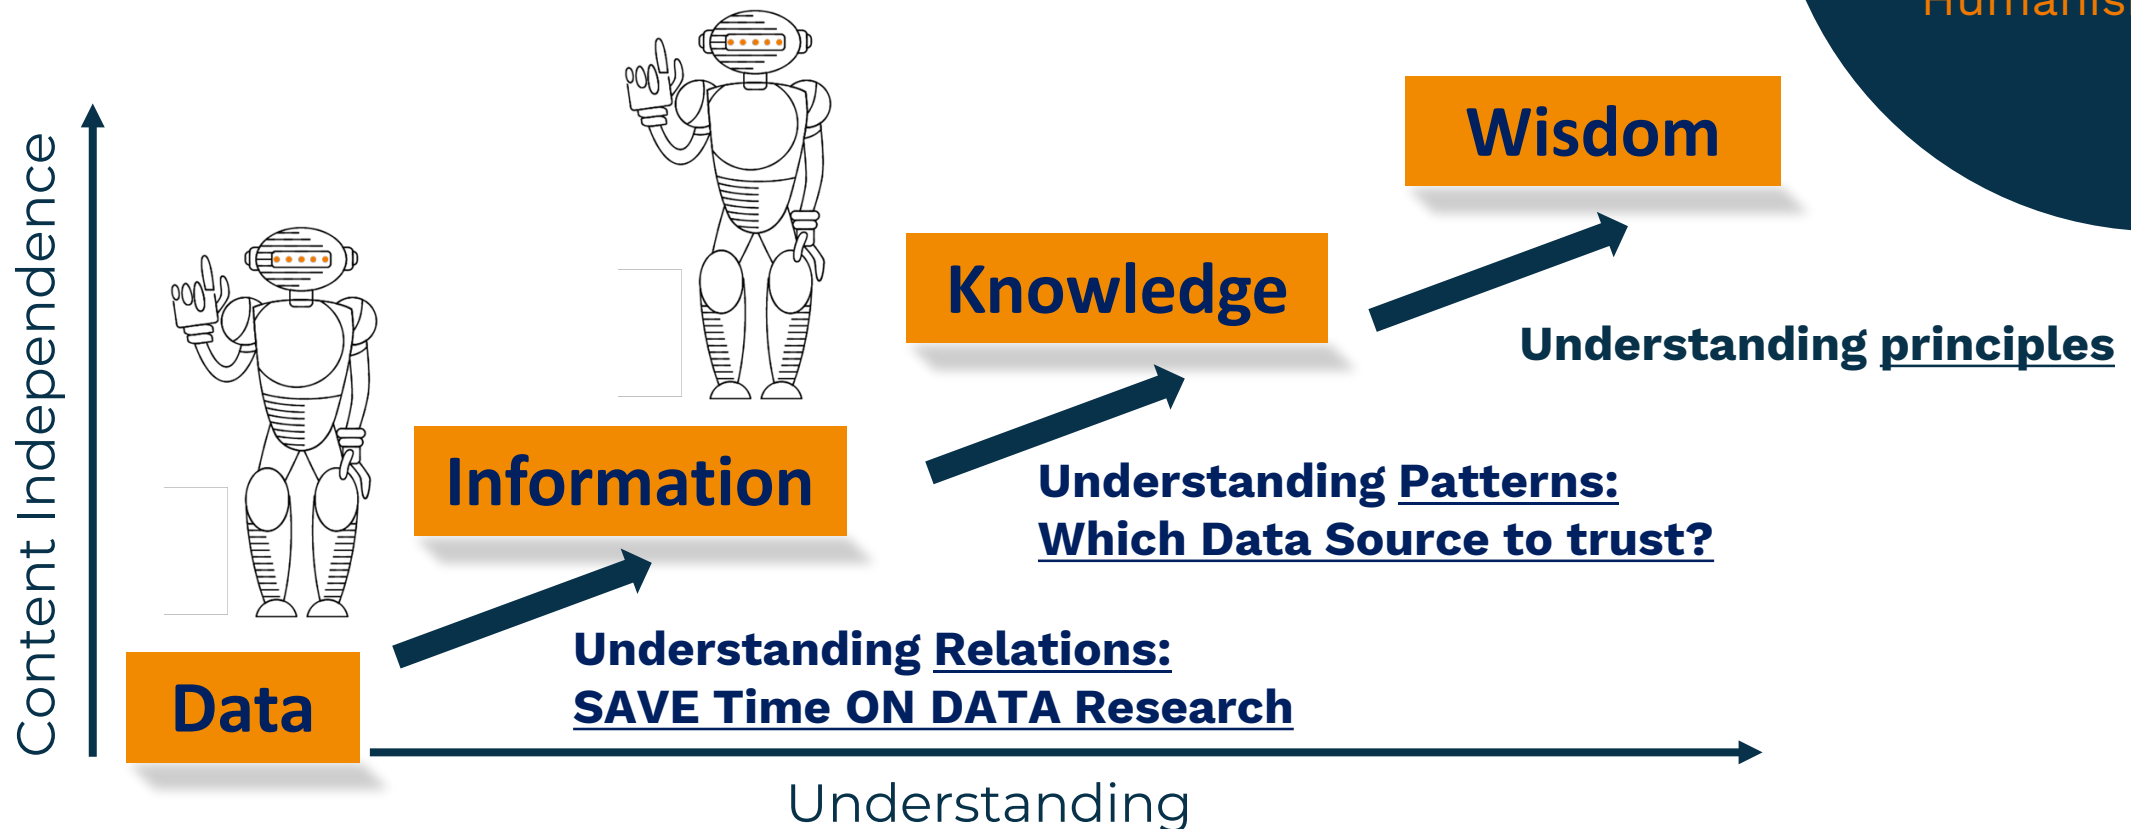 Wisdom
Knowledge
Understanding principles
Information
Understanding Patterns:
Which Data Source to trust?
Understanding Relations:
SAVE Time ON DATA Research
Data
Content Independence
Understanding